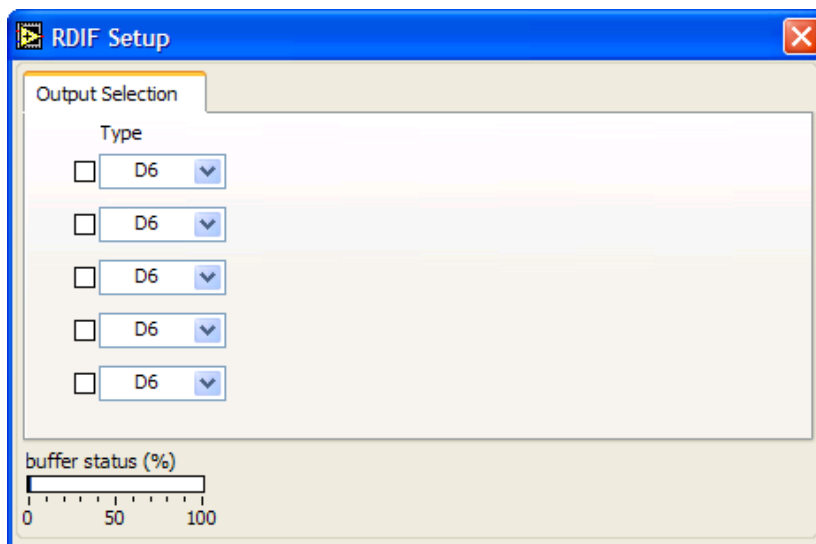 RDIF Setup
Output Selection
Type
D6
D6
D6
D6
D6
buffer status (%)
0 50 100